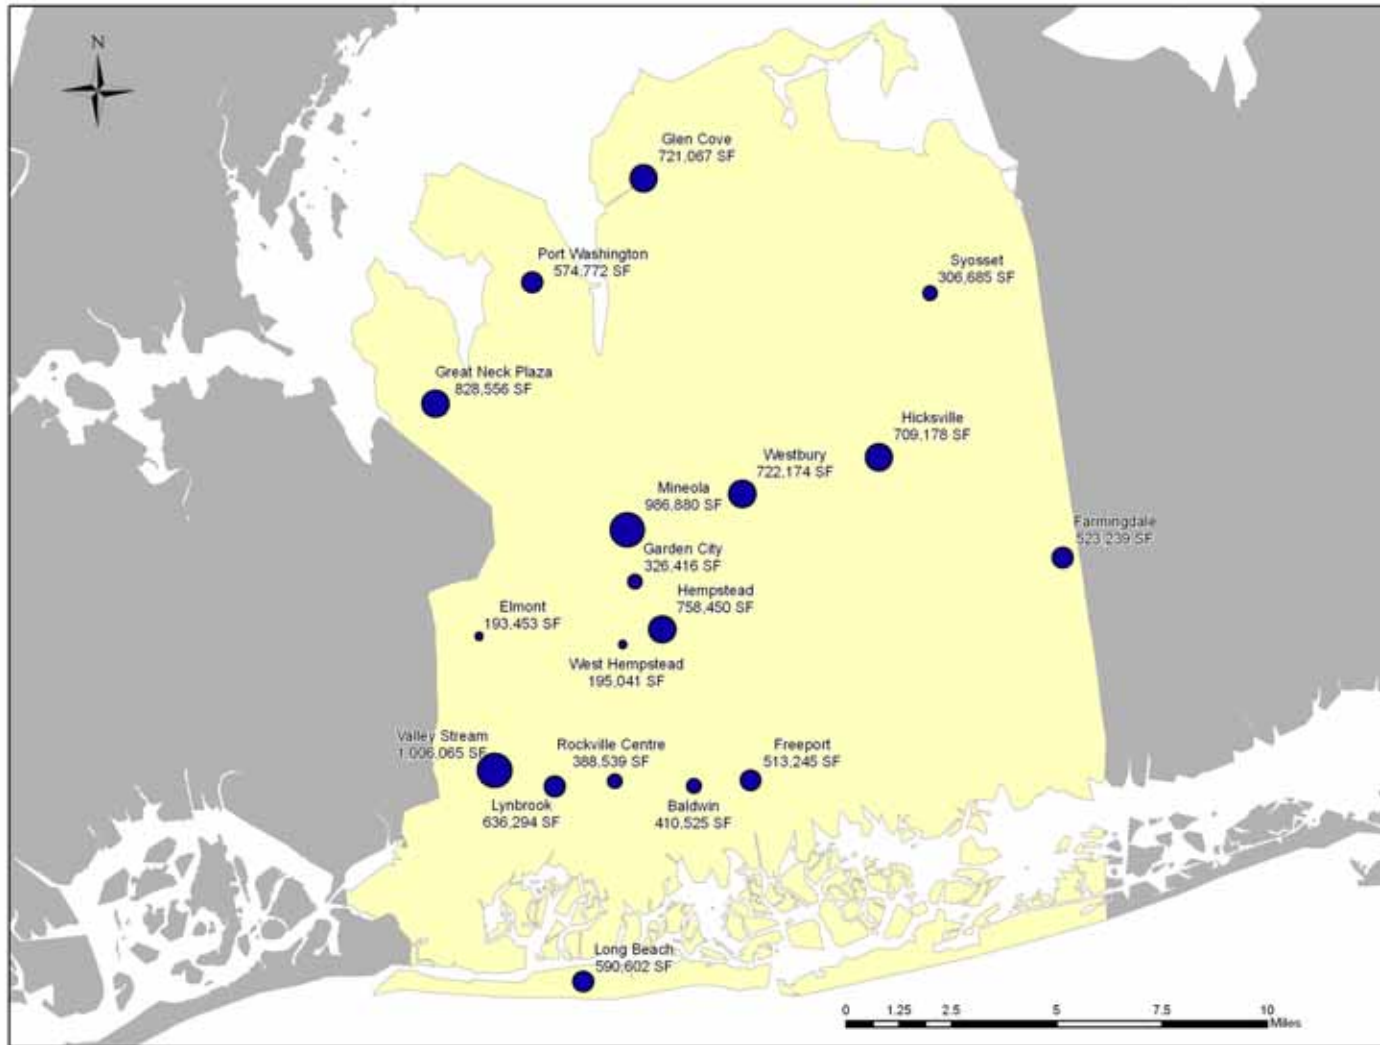 N
Glen Cove
721,067 SF
Port Washington
574,772 SF
Syosset
306,685 SF
Great Neck Plaza
828,556 SF
Hicksville
709,178 SF
Westbury
722,174 SF
Mineola
986,880 SF
Farmingdale
523,239 SF
Garden City
326,416 SF
Hempstead
758,450 SF
Elmont
193,453 SF
West Hempstead
195,041 SF
Valley Stream
1,006,065 SF
Rockville Centre
388,539 SF
Freeport
513,245 SF
Lynbrook
636,294 SF
Baldwin
410,525 SF
Long Beach
590,602 SF
0 1.25 2.5 5 7.5 10
Miles